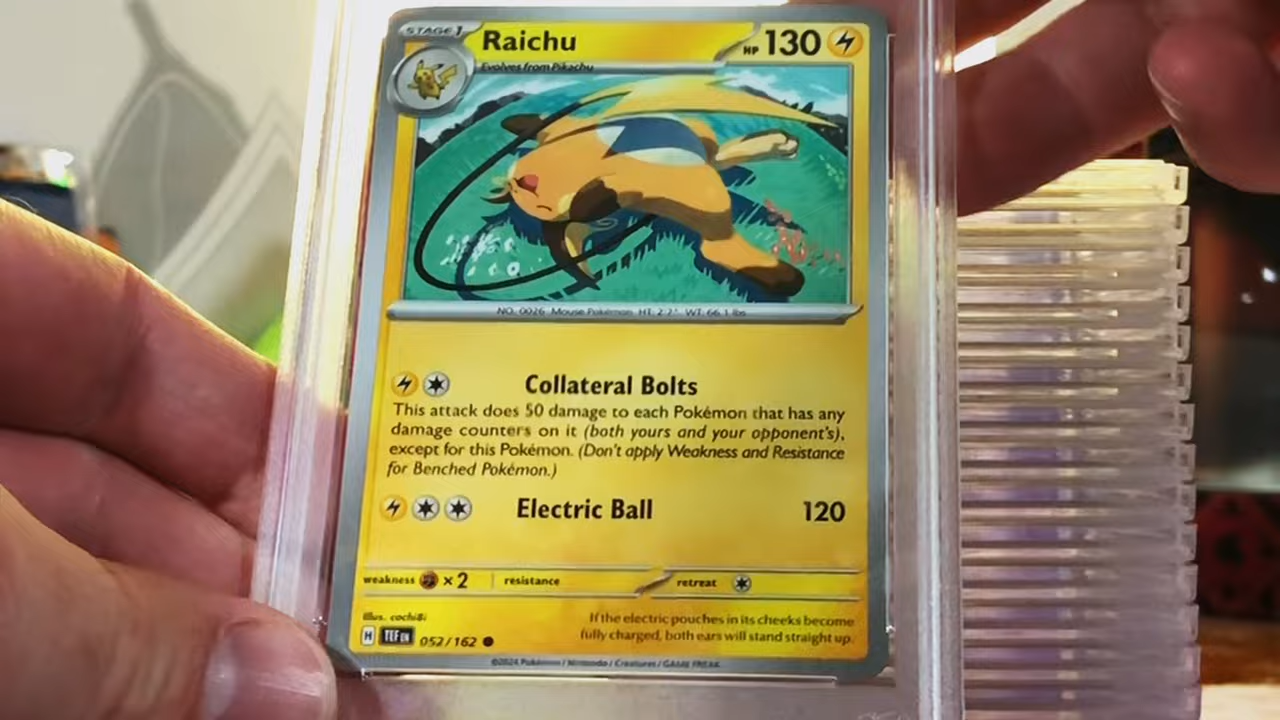 STAGE 1
Raichu
HP 130
Evolves from Pikachu
NO. 0026 Mouse Pokémon HT: 2'7" WT: 66.1 lbs
Collateral Bolts
This attack does 50 damage to each Pokémon that has any
damage counters on it (both yours and your opponent's),
except for this Pokémon. (Don't apply Weakness and Resistance
for Benched Pokémon.)
Electric Ball 120
weakness ×2 resistance retreat
Illus. cochi8i
If the electric pouches in its cheeks become
fully charged, both ears will stand straight up.
H TEF EN 052/162
©2024 Pokémon / Nintendo / Creatures / GAME FREAK